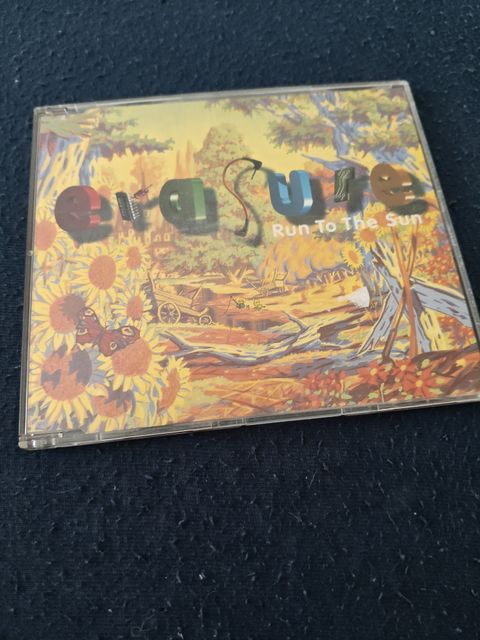 eraSure
Run To The Sun